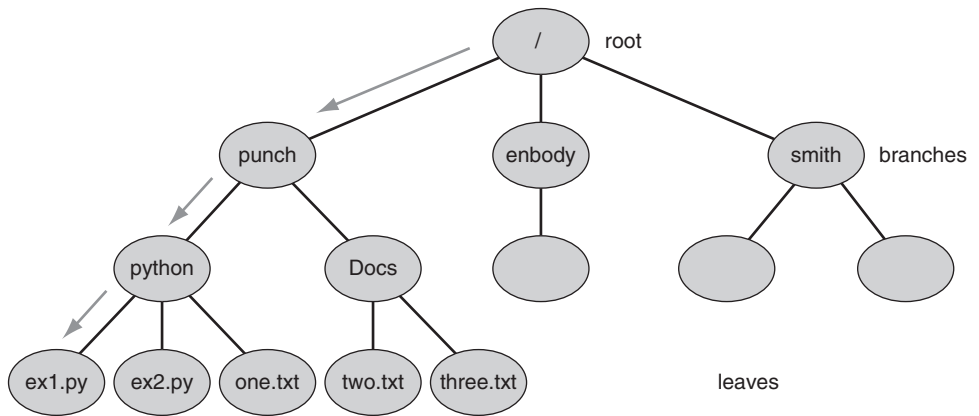 / root
punch enbody smith branches
python Docs
ex1.py ex2.py one.txt two.txt three.txt leaves